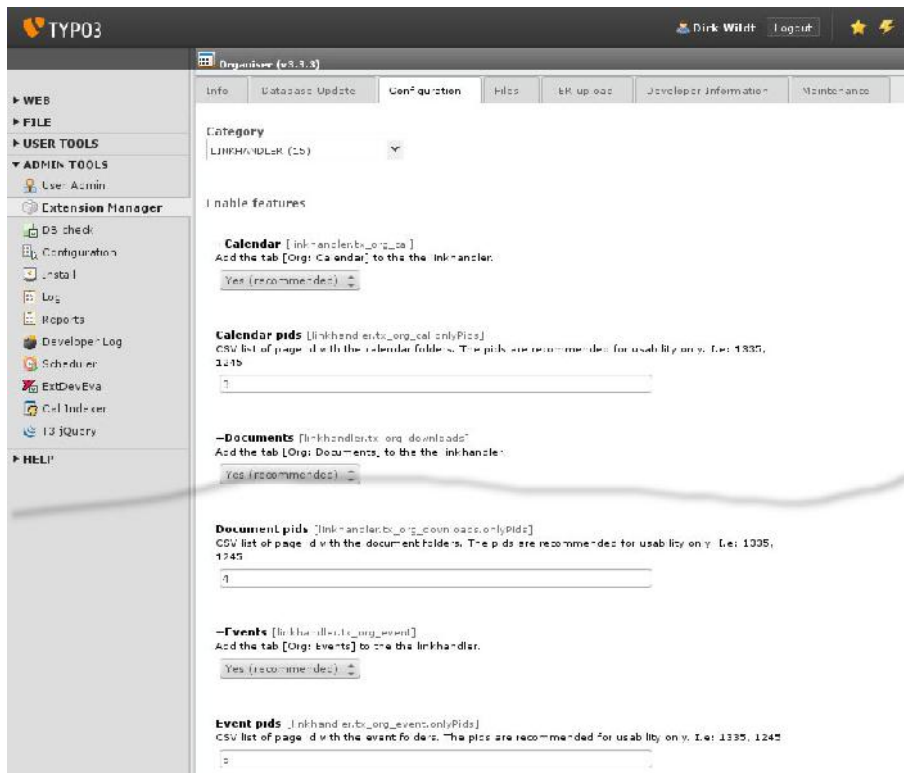 TYPO3
Dirk Wildt Logout
Organiser (v3.3.3)
Info Database Update Configuration Files TER upload Developer Information Maintenance
WEB
FILE
USER TOOLS
ADMIN TOOLS
User Admin
Extension Manager
DB check
Configuration
Install
Log
Reports
Developer Log
Scheduler
ExtDevEval
Cal Indexer
T3 jQuery
HELP
Category
LINKHANDLER (15)
Enable features
Calendar [linkhandler.tx_org_cal]
Add the tab [Org: Calendar] to the the linkhandler.
Yes (recommended)
Calendar pids [linkhandler.tx_org_cal.onlyPids]
CSV list of page id with the calendar folders. The pids are recommended for usability only. I.e: 1335,
1245
3
—Documents [linkhandler.tx_org_downloads]
Add the tab [Org: Documents] to the the linkhandler.
Yes (recommended)
Document pids [linkhandler.tx_org_downloads.onlyPids]
CSV list of page id with the document folders. The pids are recommended for usability only. I.e: 1335,
1245
4
—Events [linkhandler.tx_org_event]
Add the tab [Org: Events] to the the linkhandler.
Yes (recommended)
Event pids [linkhandler.tx_org_event.onlyPids]
CSV list of page id with the event folders. The pids are recommended for usability only. I.e: 1335, 1245